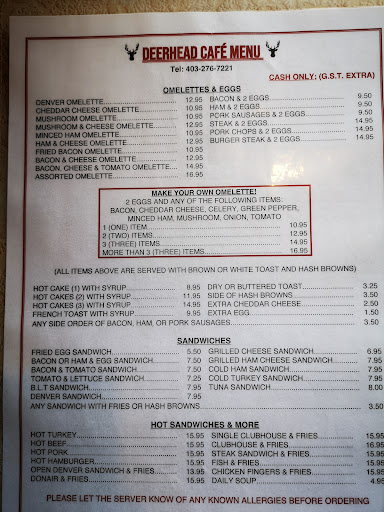 DEERHEAD CAFÉ MENU
Tel: 403-276-7221
CASH ONLY: (G.S.T. EXTRA)
OMELETTES & EGGS
DENVER OMELETTE 12.95 BACON & 2 EGGS 9.50
CHEDDAR CHEESE OMELETTE 10.95 HAM & 2 EGGS 9.50
MUSHROOM OMELETTE 10.95 PORK SAUSAGES & 2 EGGS 9.50
MUSHROOM & CHEESE OMELETTE 12.95 STEAK & 2 EGGS 14.95
MINCED HAM OMELETTE 10.95 PORK CHOPS & 2 EGGS 14.95
HAM & CHEESE OMELETTE 12.95 BURGER STEAK & 2 EGGS 14.95
FRIED BACON OMELETTE 10.95
BACON & CHEESE OMELETTE 12.95
BACON, CHEESE & TOMATO OMELETTE 14.95
ASSORTED OMELETTE 16.95
MAKE YOUR OWN OMELETTE!
2 EGGS AND ANY OF THE FOLLOWING ITEMS:
BACON, CHEDDAR CHEESE, CELERY, GREEN PEPPER,
MINCED HAM, MUSHROOM, ONION, TOMATO
1 (ONE) ITEM 10.95
2 (TWO) ITEMS 12.95
3 (THREE) ITEMS 14.95
MORE THAN 3 (THREE) ITEMS 16.95
(ALL ITEMS ABOVE ARE SERVED WITH BROWN OR WHITE TOAST AND HASH BROWNS)
HOT CAKE (1) WITH SYRUP 8.95 DRY OR BUTTERED TOAST 3.25
HOT CAKES (2) WITH SYRUP 11.95 SIDE OF HASH BROWNS 3.50
HOT CAKES (3) WITH SYRUP 14.95 EXTRA CHEDDAR CHEESE 2.50
FRENCH TOAST WITH SYRUP 9.95 EXTRA EGG 1.50
ANY SIDE ORDER OF BACON, HAM, OR PORK SAUSAGES 3.50
SANDWICHES
FRIED EGG SANDWICH 5.50 GRILLED CHEESE SANDWICH 6.95
BACON OR HAM & EGG SANDWICH 7.50 GRILLED HAM CHEESE SANDWICH 7.95
BACON & TOMATO SANDWICH 7.50 COLD HAM SANDWICH 7.95
TOMATO & LETTUCE SANDWICH 7.25 COLD TURKEY SANDWICH 7.95
B.L.T SANDWICH 7.95 TUNA SANDWICH 8.00
DENVER SANDWICH 7.95
ANY SANDWICH WITH FRIES OR HASH BROWNS 3.50
HOT SANDWICHES & MORE
HOT TURKEY 15.95 SINGLE CLUBHOUSE & FRIES 15.95
HOT BEEF 15.95 CLUBHOUSE & FRIES 16.95
HOT PORK 15.95 STEAK SANDWICH & FRIES 15.95
HOT HAMBURGER 15.95 FISH & FRIES 15.95
OPEN DENVER SANDWICH & FRIES 13.95 CHICKEN FINGERS & FRIES 15.95
DONAIR & FRIES 15.95 DAILY SOUP 4.95
PLEASE LET THE SERVER KNOW OF ANY KNOWN ALLERGIES BEFORE ORDERING